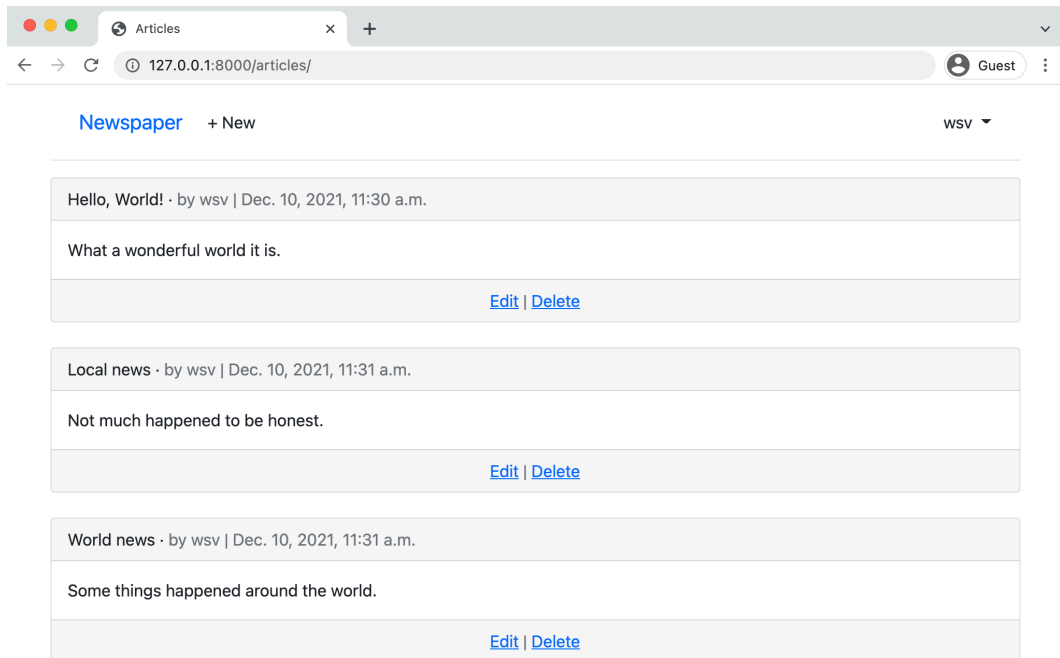 Articles
127.0.0.1:8000/articles/ Guest
Newspaper + New wsv
Hello, World! · by wsv | Dec. 10, 2021, 11:30 a.m.
What a wonderful world it is.
Edit | Delete
Local news · by wsv | Dec. 10, 2021, 11:31 a.m.
Not much happened to be honest.
Edit | Delete
World news · by wsv | Dec. 10, 2021, 11:31 a.m.
Some things happened around the world.
Edit | Delete